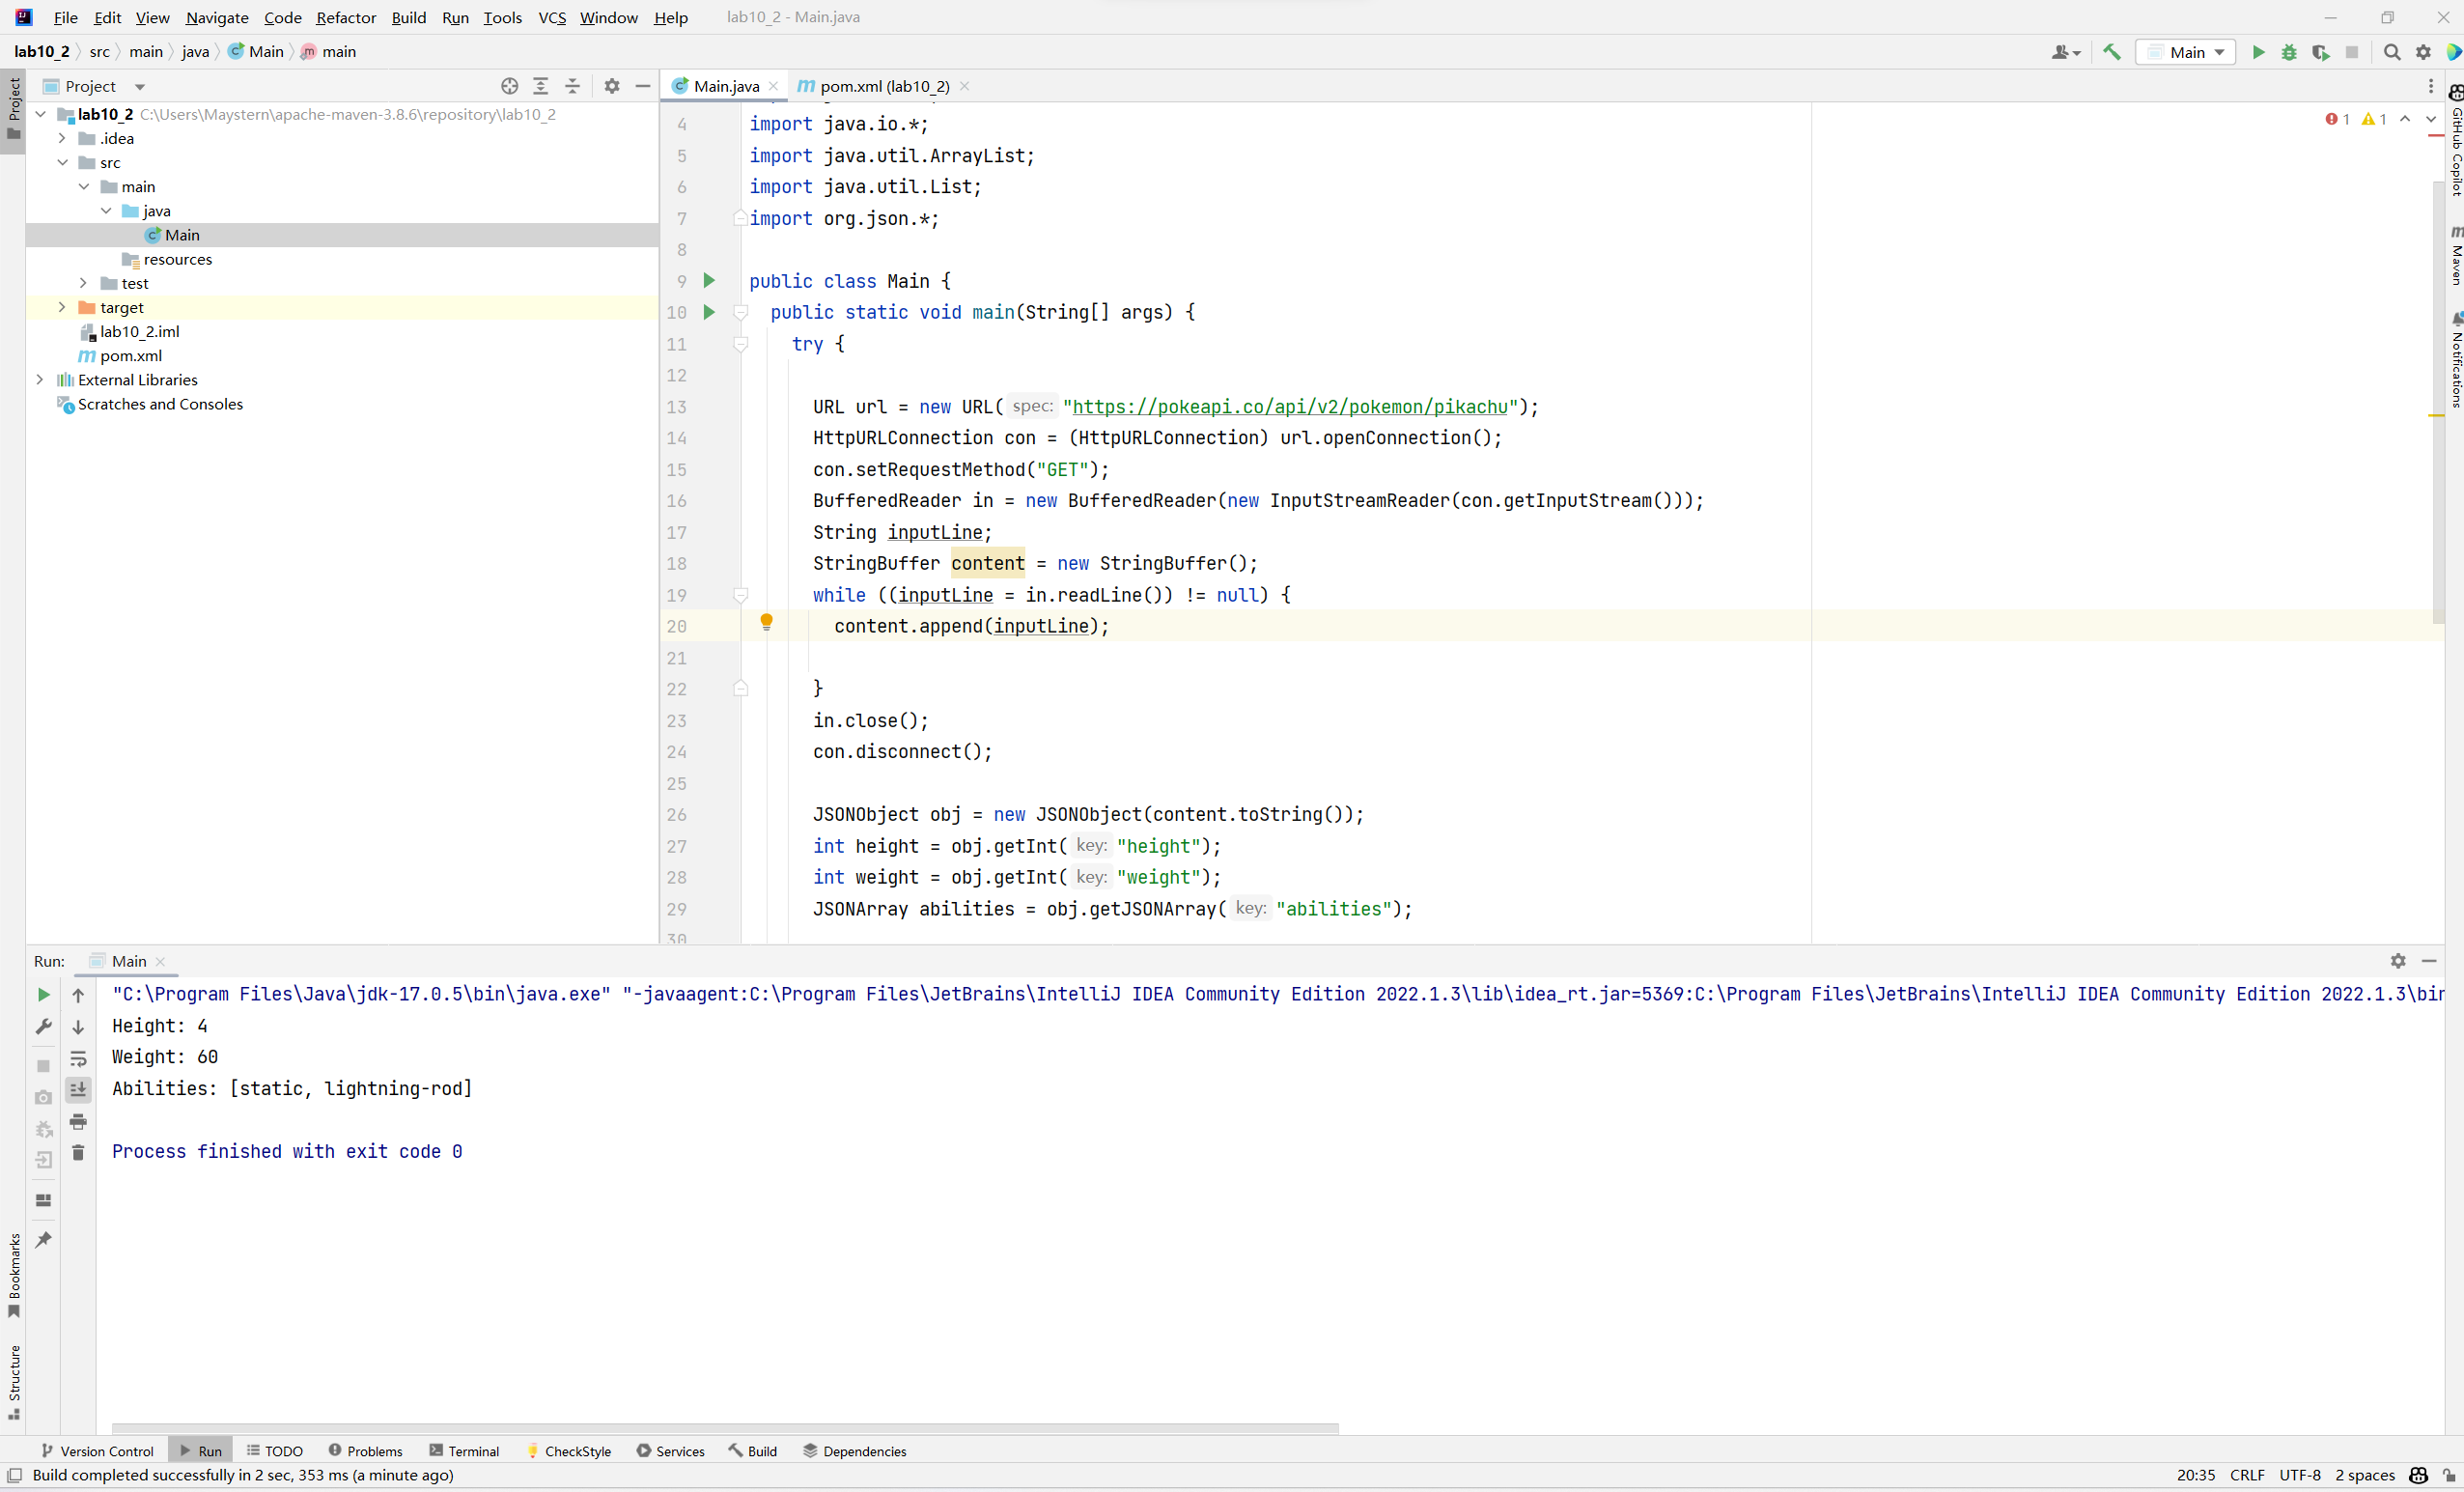 File Edit View Navigate Code Refactor Build Run Tools VCS Window Help lab10_2 - Main.java
lab10_2 src main java Main main
Main
Project
Main.java
pom.xml (lab10_2)
Project
lab10_2 C:\Users\Maystern\apache-maven-3.8.6\repository\lab10_2
.idea
src
main
java
Main
resources
test
target
lab10_2.iml
pom.xml
External Libraries
Scratches and Consoles
1 1
4 import java.io.*;
5 import java.util.ArrayList;
6 import java.util.List;
7 import org.json.*;
8
9 public class Main {
10 public static void main(String[] args) {
11 try {
12
13 URL url = new URL( spec: "https://pokeapi.co/api/v2/pokemon/pikachu");
14 HttpURLConnection con = (HttpURLConnection) url.openConnection();
15 con.setRequestMethod("GET");
16 BufferedReader in = new BufferedReader(new InputStreamReader(con.getInputStream()));
17 String inputLine;
18 StringBuffer content = new StringBuffer();
19 while ((inputLine = in.readLine()) != null) {
20 content.append(inputLine);
21
22 }
23 in.close();
24 con.disconnect();
25
26 JSONObject obj = new JSONObject(content.toString());
27 int height = obj.getInt( key: "height");
28 int weight = obj.getInt( key: "weight");
29 JSONArray abilities = obj.getJSONArray( key: "abilities");
30
GitHub Copilot
Maven
Notifications
Run: Main
"C:\Program Files\Java\jdk-17.0.5\bin\java.exe" "-javaagent:C:\Program Files\JetBrains\IntelliJ IDEA Community Edition 2022.1.3\lib\idea_rt.jar=5369:C:\Program Files\JetBrains\IntelliJ IDEA Community Edition 2022.1.3\bin
Height: 4
Weight: 60
Abilities: [static, lightning-rod]
Process finished with exit code 0
Bookmarks
Structure
Version Control Run TODO Problems Terminal CheckStyle Services Build Dependencies
Build completed successfully in 2 sec, 353 ms (a minute ago)
20:35 CRLF UTF-8 2 spaces